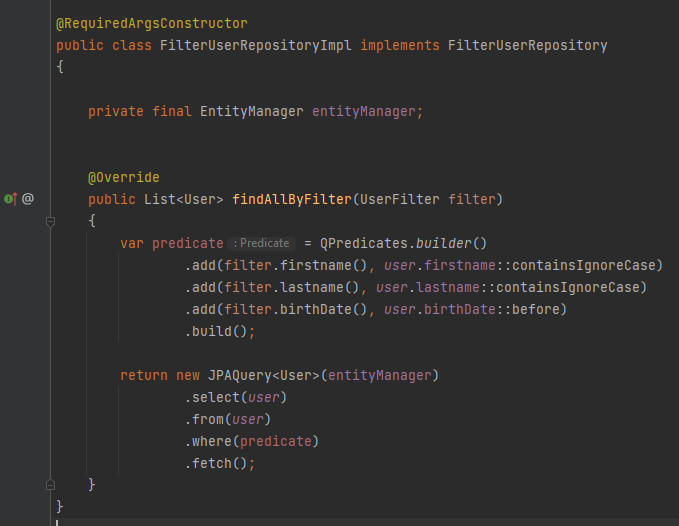 @RequiredArgsConstructor
public class FilterUserRepositoryImpl implements FilterUserRepository
{
    private final EntityManager entityManager;
    @Override
    public List<User> findAllByFilter(UserFilter filter)
    {
        var predicate : Predicate = QPredicates.builder()
                .add(filter.firstname(), user.firstname::containsIgnoreCase)
                .add(filter.lastname(), user.lastname::containsIgnoreCase)
                .add(filter.birthDate(), user.birthDate::before)
                .build();
        return new JPAQuery<User>(entityManager)
                .select(user)
                .from(user)
                .where(predicate)
                .fetch();
    }
}